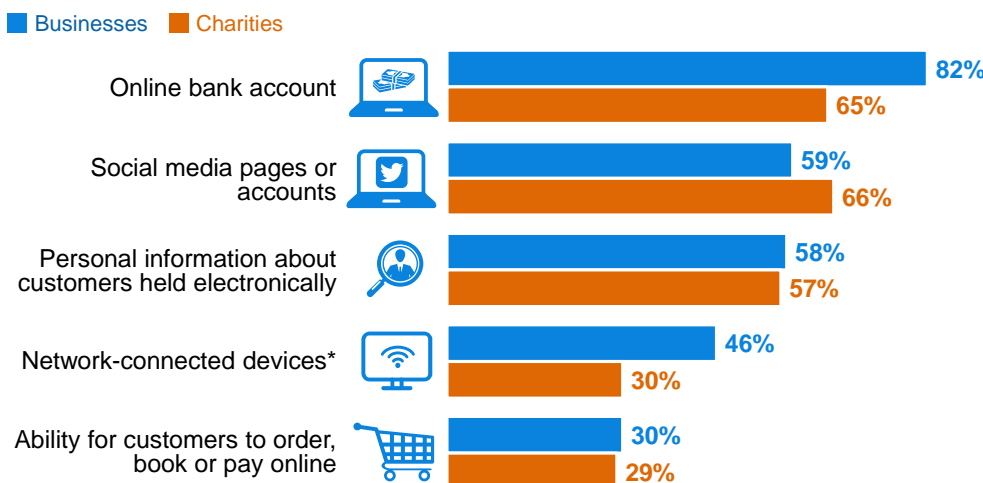 Businesses Charities
Online bank account
82%
65%
Social media pages or
accounts
59%
66%
Personal information about
customers held electronically
58%
57%
Network-connected devices*
46%
30%
Ability for customers to order,
book or pay online
30%
29%